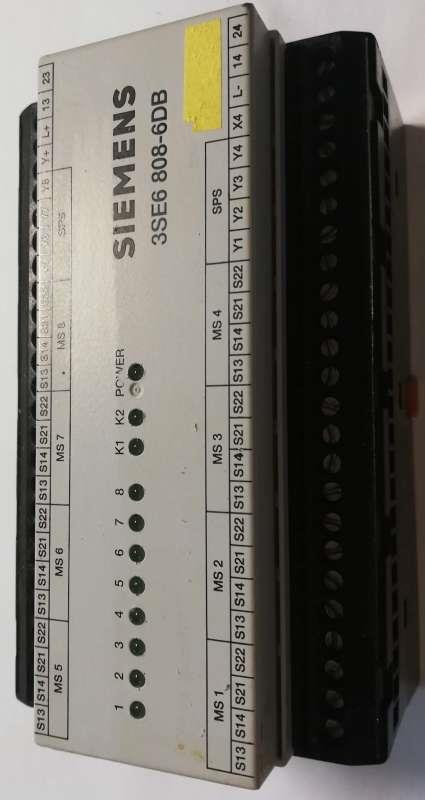 S13 S14 S21 S22 S13 S14 S21 S22 S13 S14 S21 S22 S13 S14 S21 S22 Y8 Y+ L+ 13 23
MS 5 MS 6 MS 7 MS 8 SPS
1 2 3 4 5 6 7 8 K1 K2 POWER
SIEMENS
3SE6 808-6DB
MS 1 MS 2 MS 3 MS 4 SPS
S13 S14 S21 S22 S13 S14 S21 S22 S13 S14 S21 S22 S13 S14 S21 S22 Y1 Y2 Y3 Y4 X4 L- 14 24